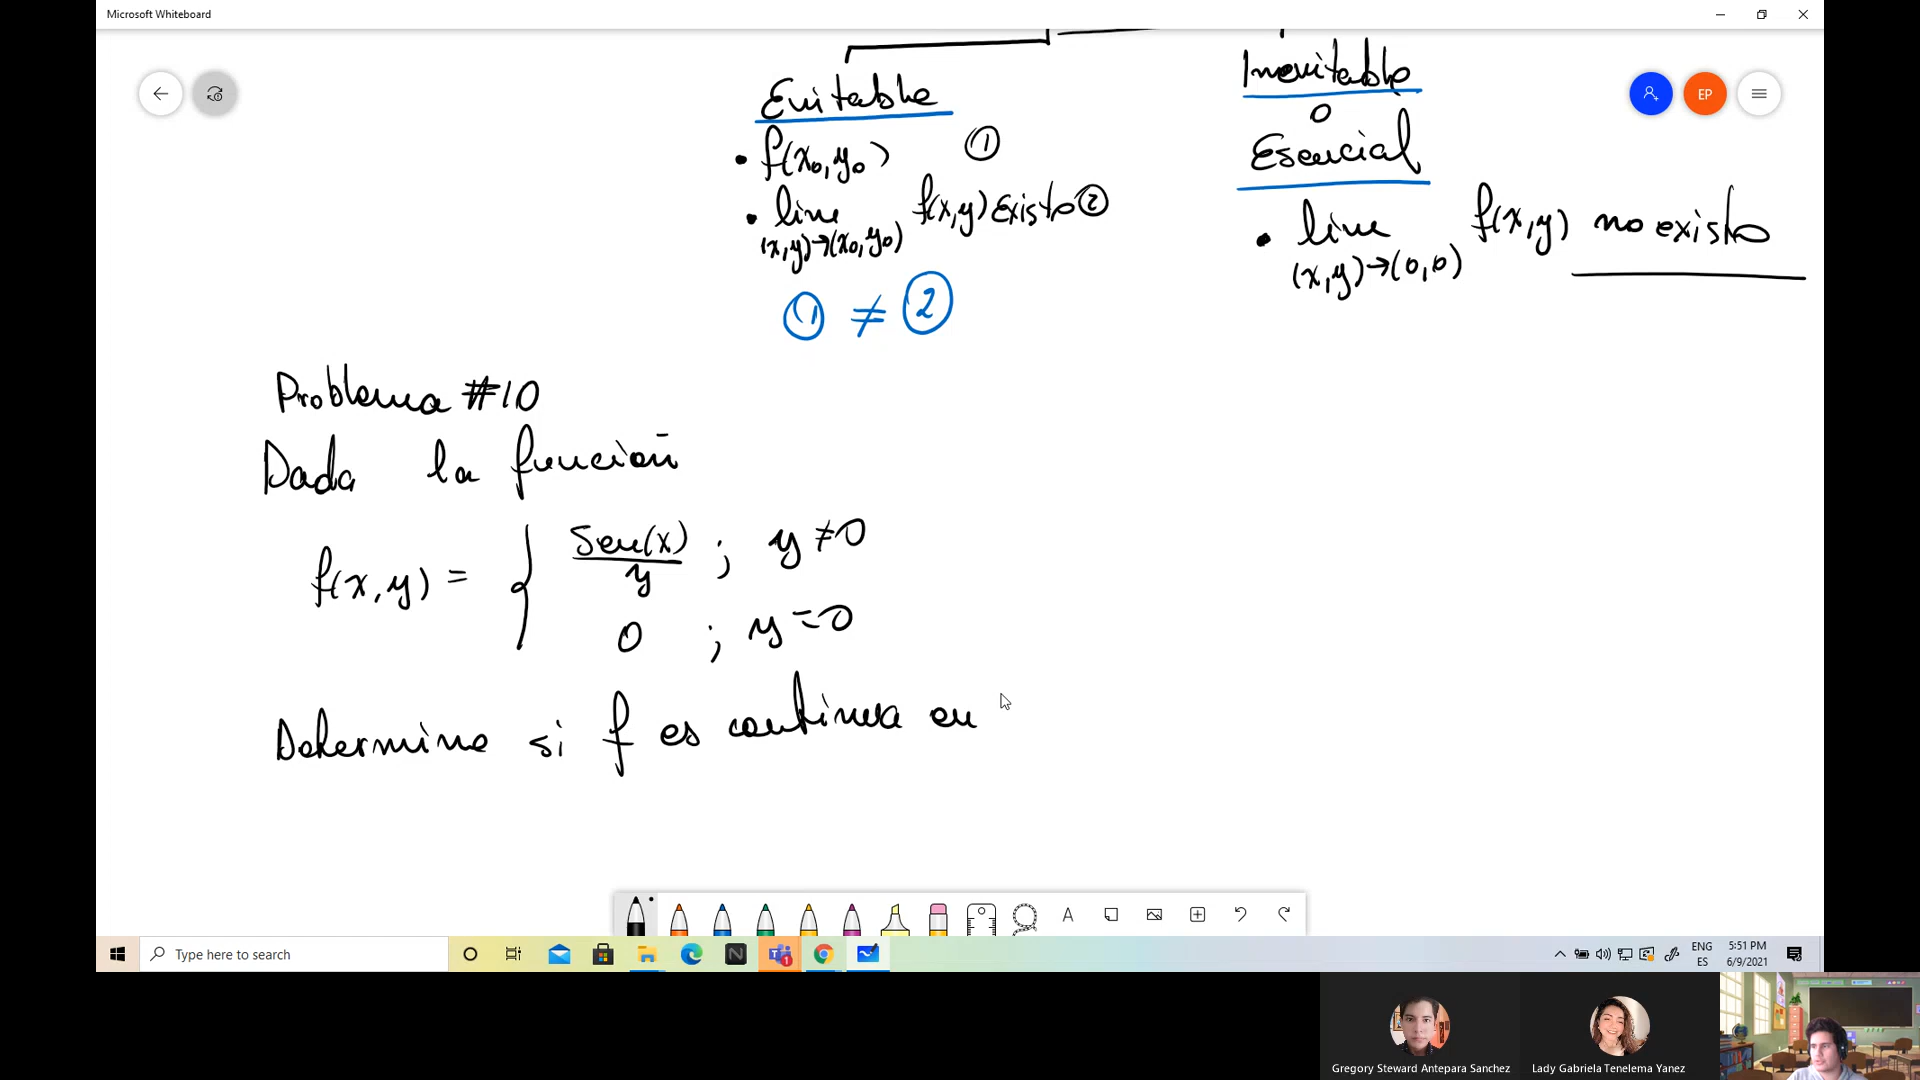 Microsoft Whiteboard
EP
Evitable
• f(x₀,y₀) ①
• lim f(x,y) existe ②
(x,y)→(x₀,y₀)
① ≠ ②
Inevitable
o
Esencial
• lim f(x,y) no existe
(x,y)→(0,0)
Problema #10
Dada la función
f(x,y) = { Sen(x)/y ; y≠0
0 ; y=0
Determine si f es continua en
Type here to search
ENG
ES
5:51 PM
6/9/2021
Gregory Steward Antepara Sanchez
Lady Gabriela Tenelema Yanez